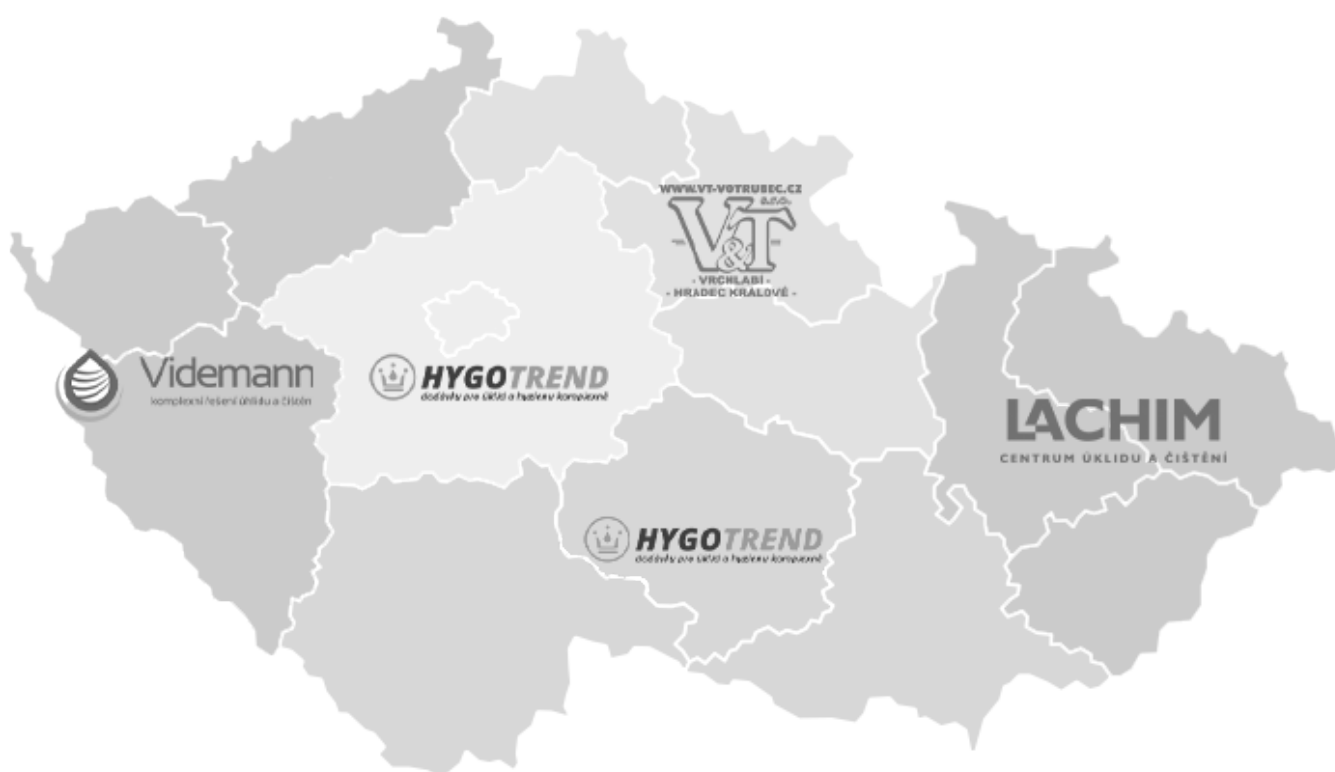 WWW.VT-VOTRUBEC.CZ
s.r.o.
V&T
- VRCHLABÍ -
- HRADEC KRÁLOVÉ -
Videmann
komplexní řešení úklidu a čištění
HYGOTREND
dodávky pro úklid a hygienu komplexně
LACHIM
CENTRUM ÚKLIDU A ČIŠTĚNÍ
HYGOTREND
dodávky pro úklid a hygienu komplexně